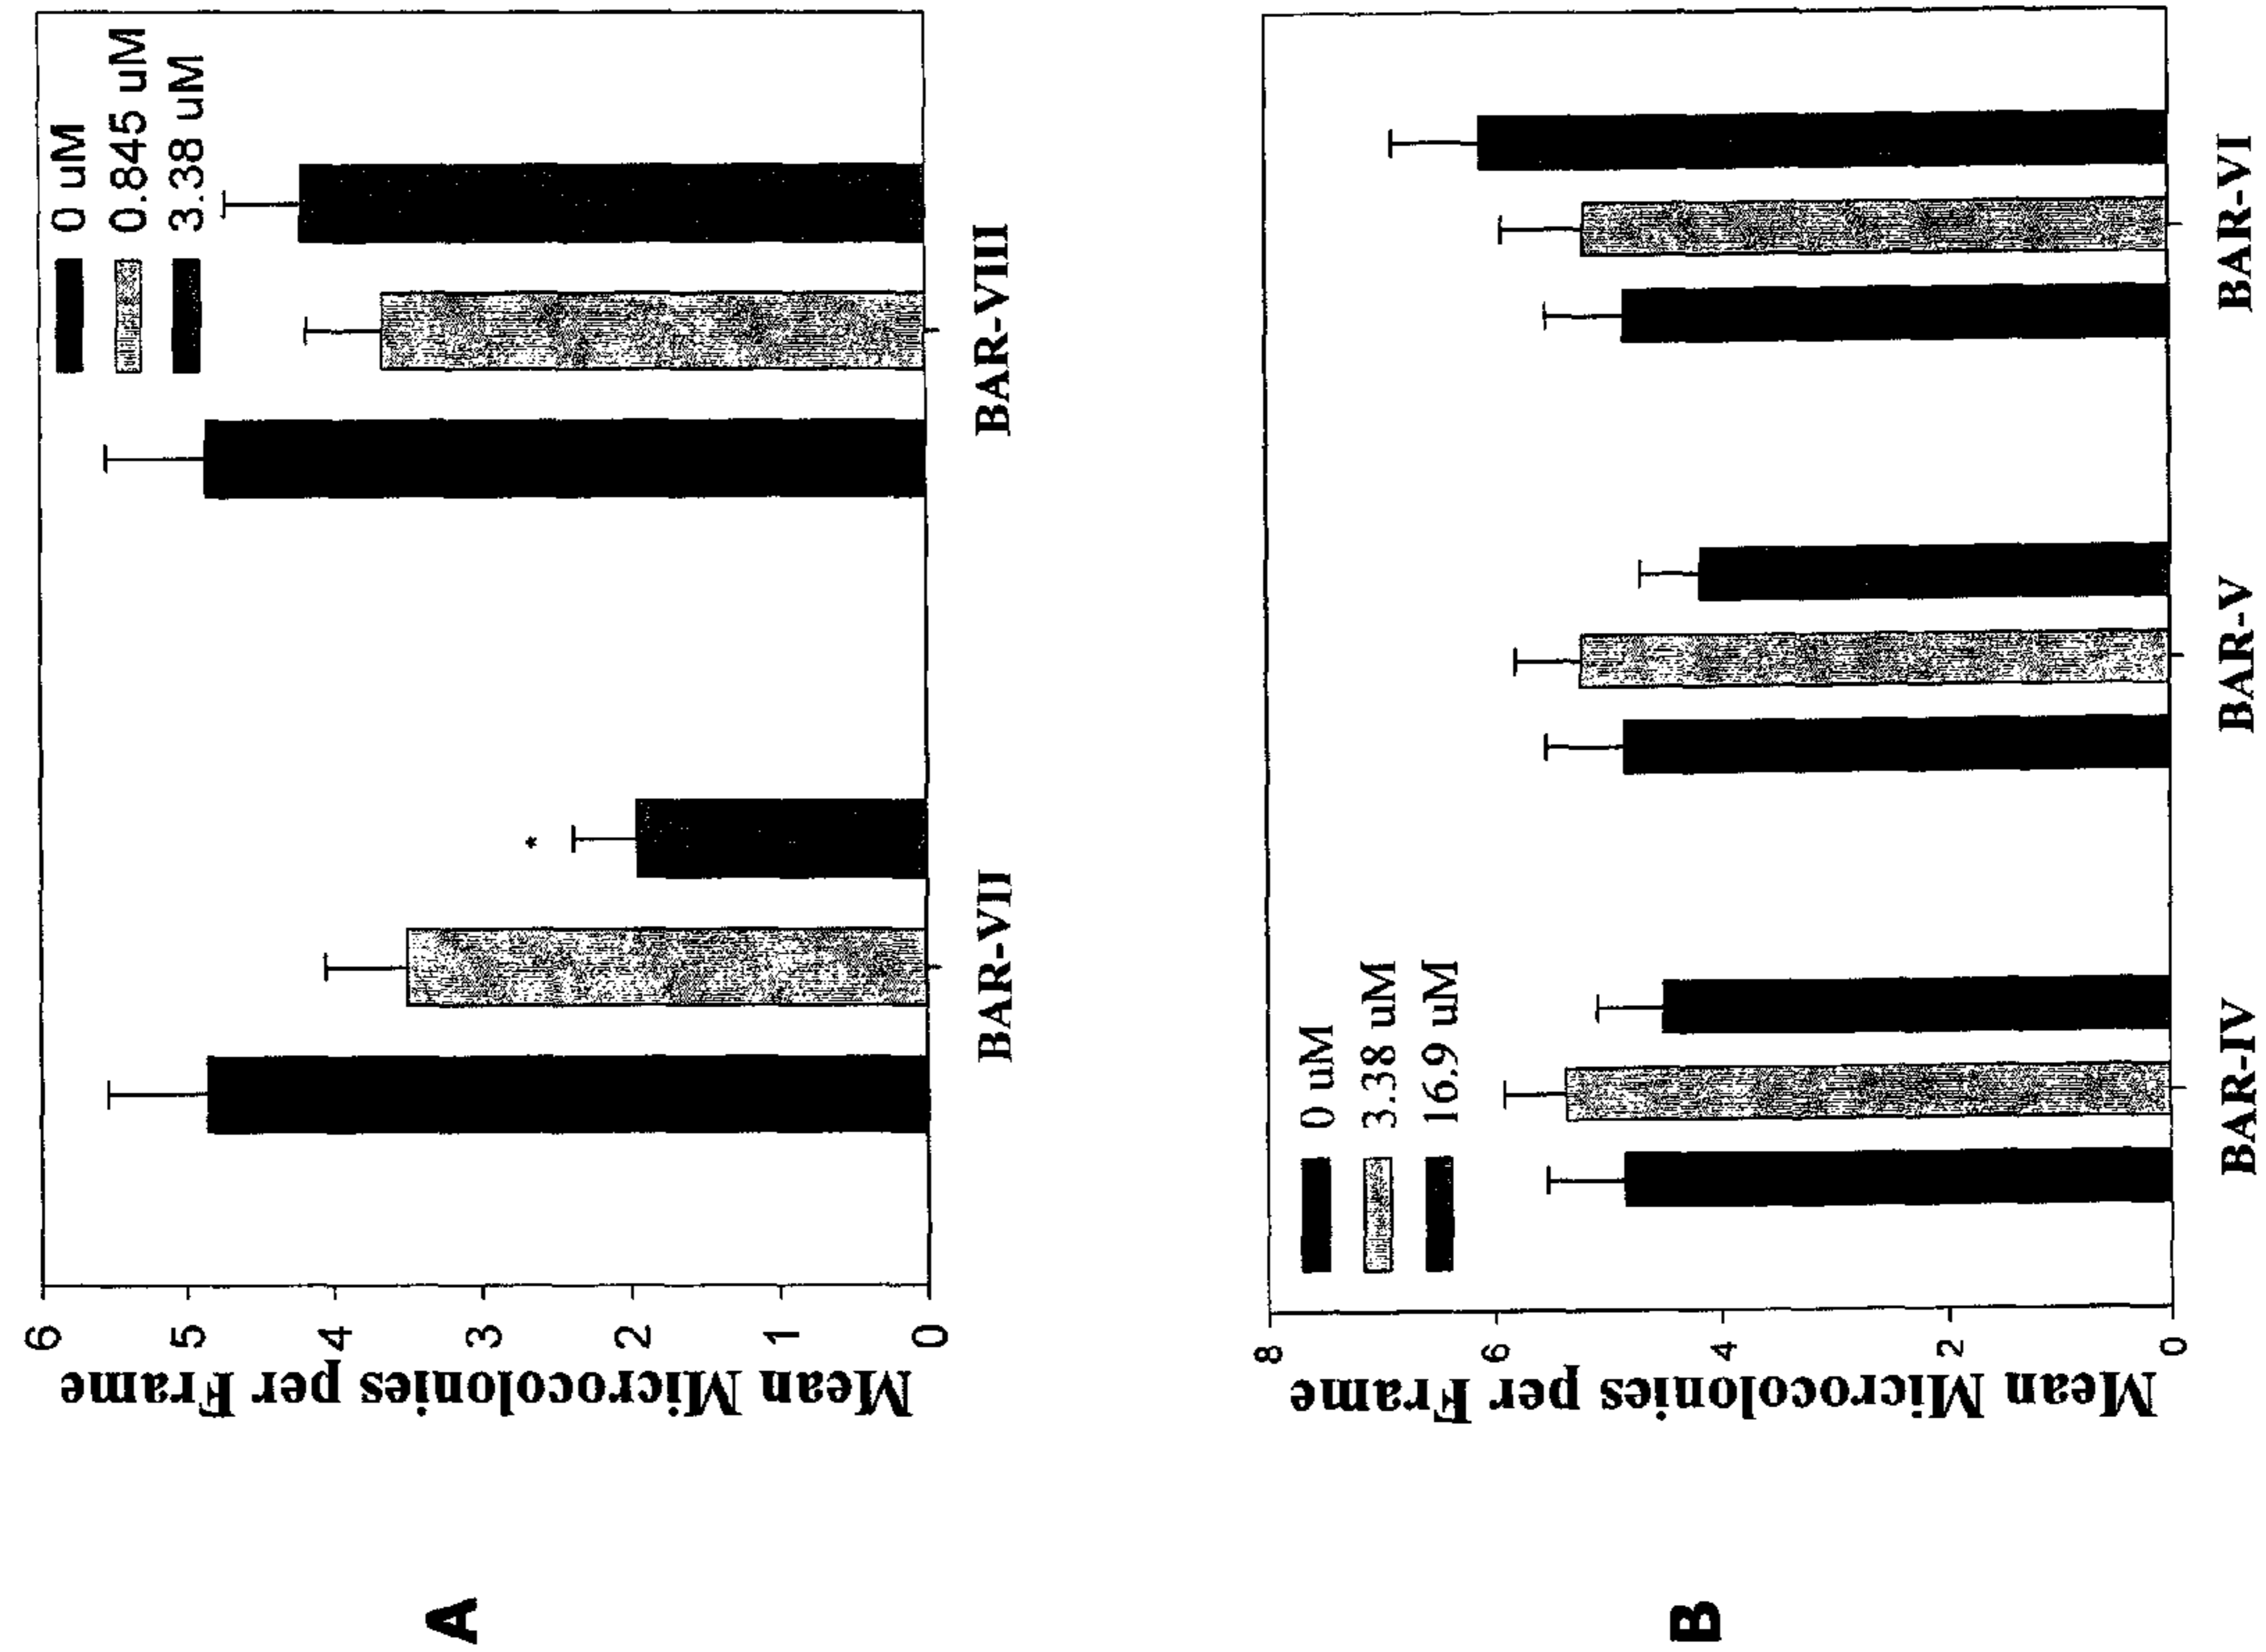 A
Mean Microcolonies per Frame
6
5
4
3
2
1
0
0 uM
0.845 uM
3.38 uM
*
BAR-VII
BAR-VIII
B
Mean Microcolonies per Frame
8
6
4
2
0
0 uM
3.38 uM
16.9 uM
BAR-IV
BAR-V
BAR-VI